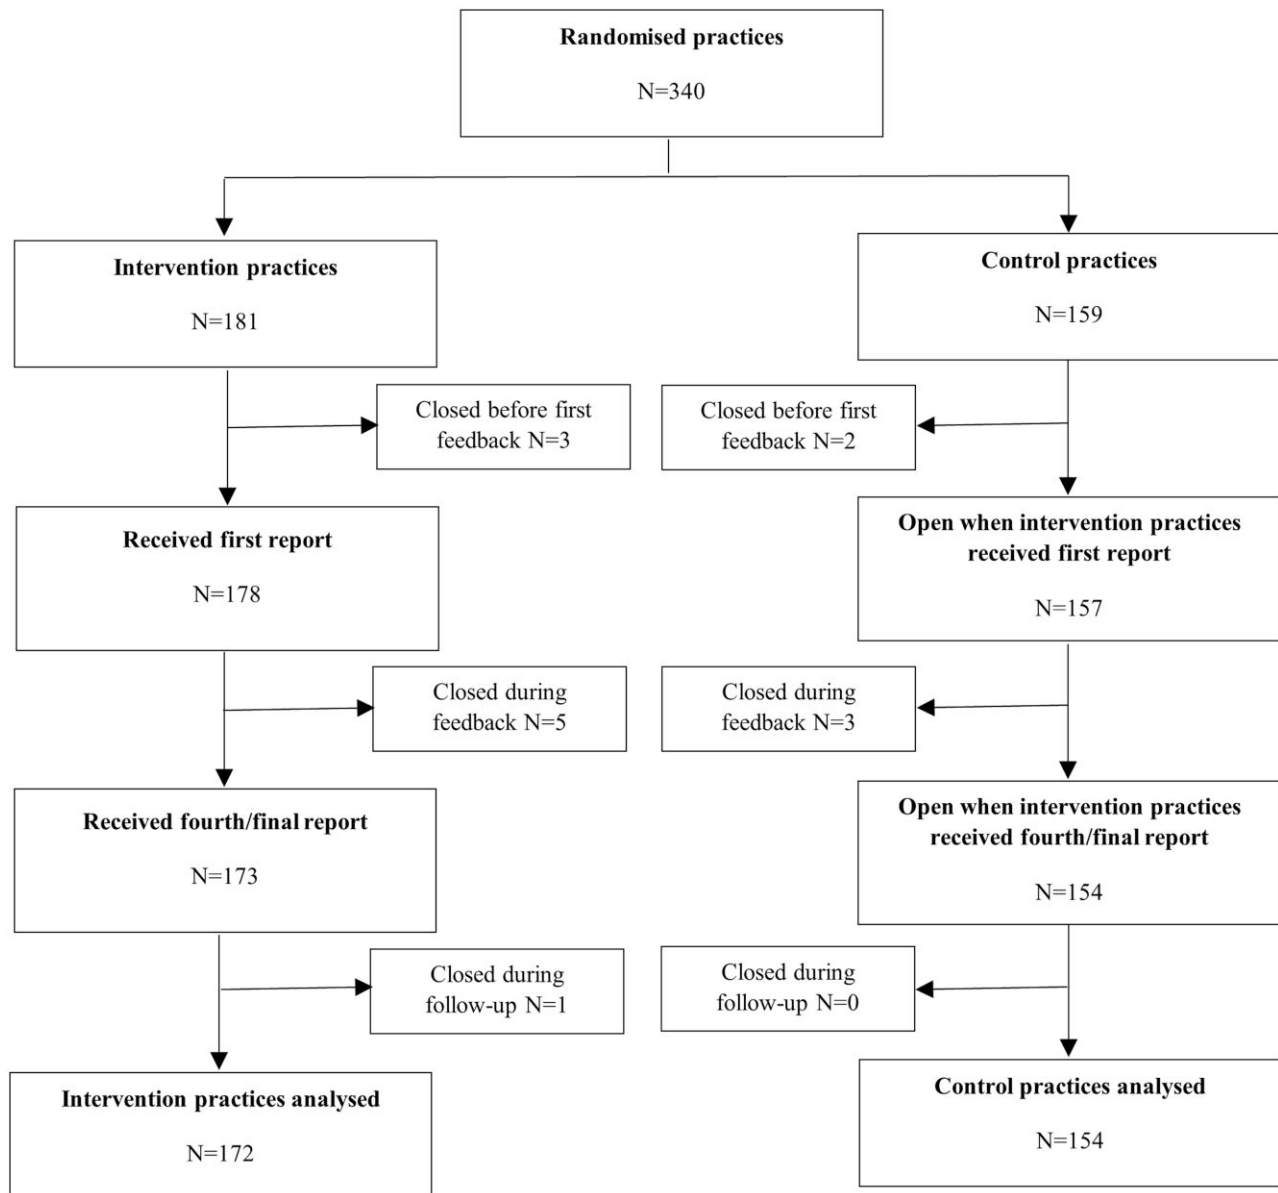 Randomised practices
N=340
Intervention practices
N=181
Control practices
N=159
Closed before first
feedback N=3
Closed before first
feedback N=2
Received first report
N=178
Open when intervention practices
received first report
N=157
Closed during
feedback N=5
Closed during
feedback N=3
Received fourth/final report
N=173
Open when intervention practices
received fourth/final report
N=154
Closed during
follow-up N=1
Closed during
follow-up N=0
Intervention practices analysed
N=172
Control practices analysed
N=154